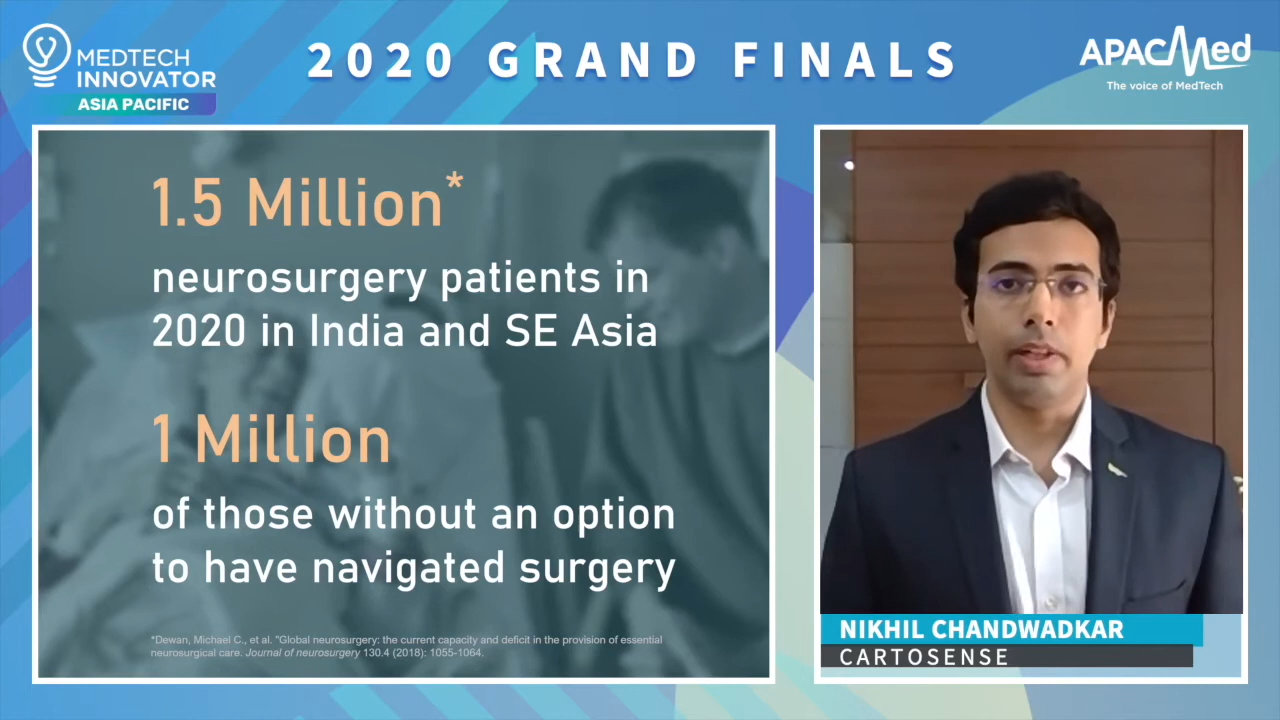 MEDTECH
INNOVATOR
ASIA PACIFIC
2020 GRAND FINALS
APACMed
The voice of MedTech
1.5 Million*
neurosurgery patients in
2020 in India and SE Asia
1 Million
of those without an option
to have navigated surgery
*Dewan, Michael C., et al. "Global neurosurgery: the current capacity and deficit in the provision of essential
neurosurgical care. Journal of neurosurgery 130.4 (2018): 1055-1064.
NIKHIL CHANDWADKAR
CARTOSENSE